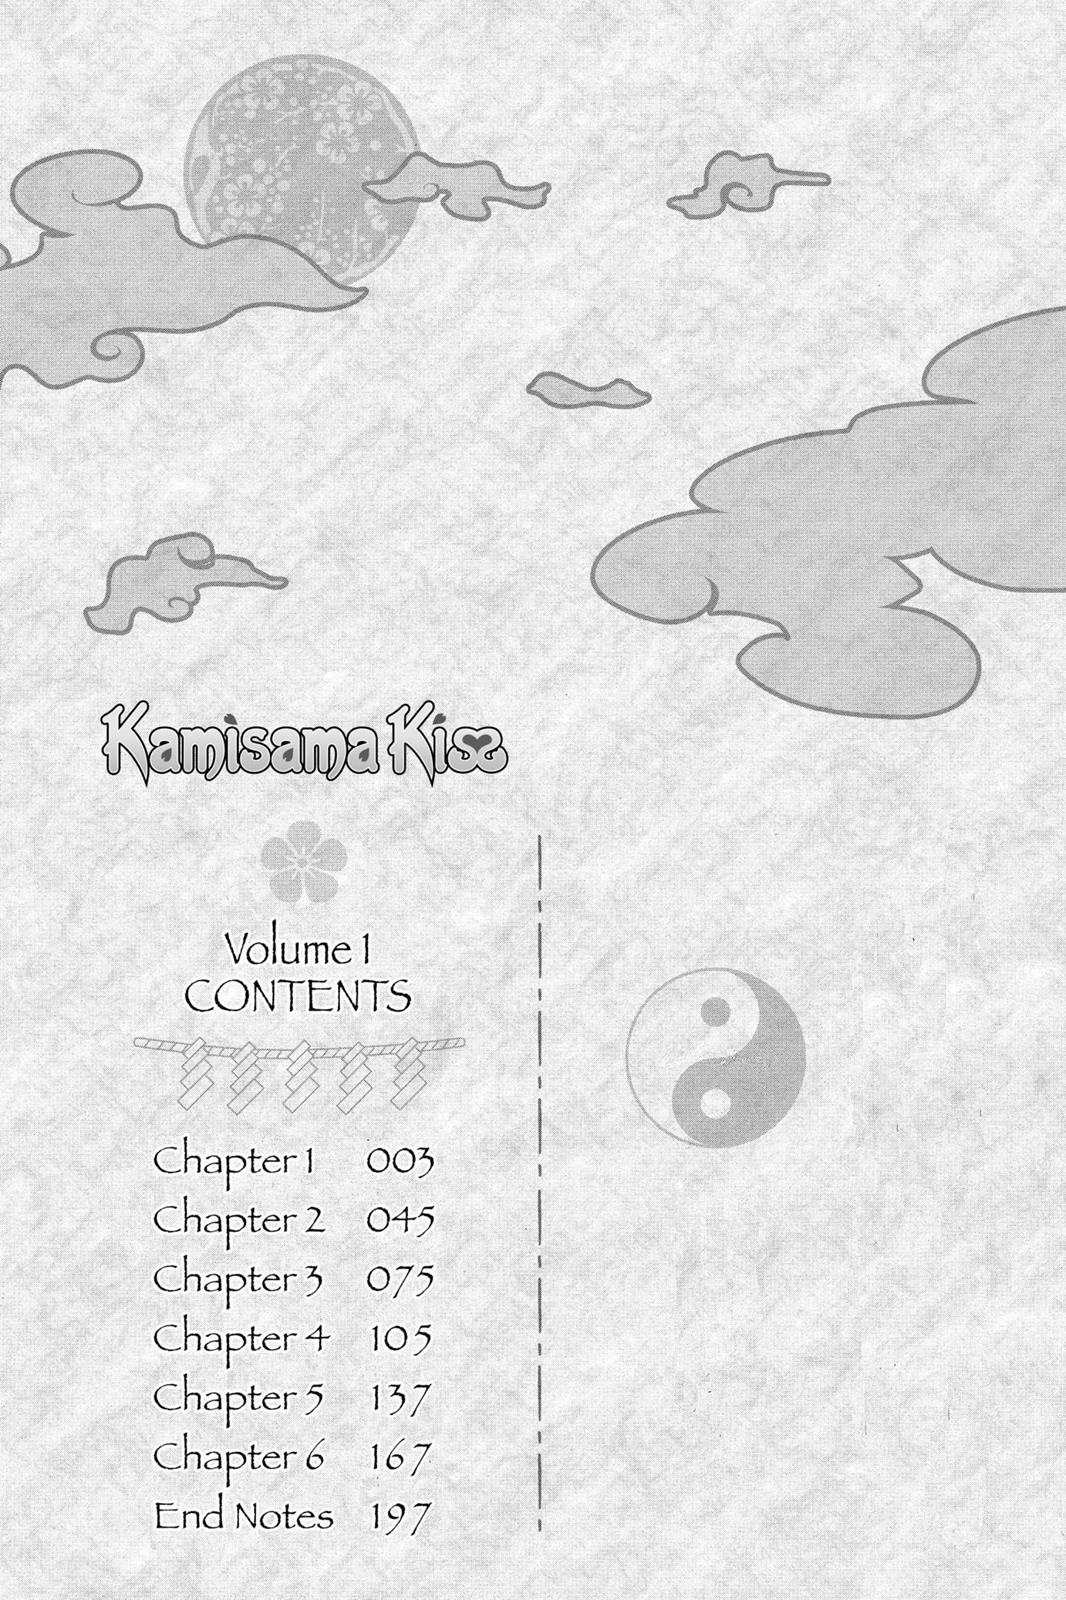 Kamisama Kiss
Volume 1
CONTENTS
Chapter 1 003
Chapter 2 045
Chapter 3 075
Chapter 4 105
Chapter 5 137
Chapter 6 167
End Notes 197